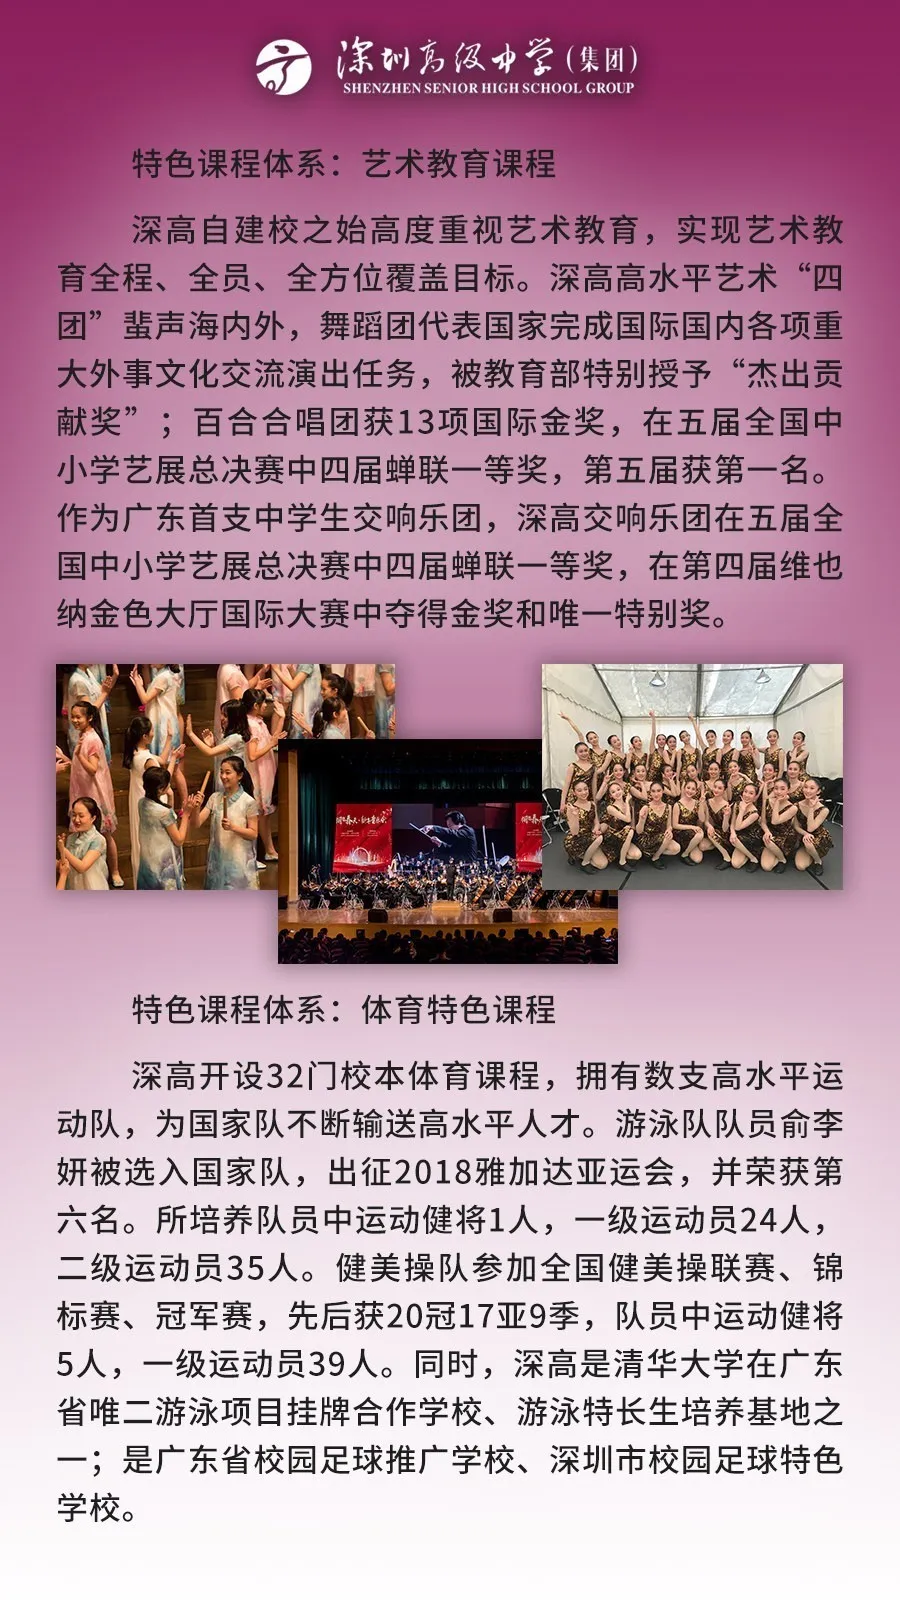 深圳高级中学（集团）
SHENZHEN SENIOR HIGH SCHOOL GROUP
特色课程体系：艺术教育课程
深高自建校之始高度重视艺术教育，实现艺术教
育全程、全员、全方位覆盖目标。深高高水平艺术“四
团”蜚声海内外，舞蹈团代表国家完成国际国内各项重
大外事文化交流演出任务，被教育部特别授予“杰出贡
献奖”；百合合唱团获13项国际金奖，在五届全国中
小学艺展总决赛中四届蝉联一等奖，第五届获第一名。
作为广东首支中学生交响乐团，深高交响乐团在五届全
国中小学艺展总决赛中四届蝉联一等奖，在第四届维也
纳金色大厅国际大赛中夺得金奖和唯一特别奖。
特色课程体系：体育特色课程
深高开设32门校本体育课程，拥有数支高水平运
动队，为国家队不断输送高水平人才。游泳队队员俞李
妍被选入国家队，出征2018雅加达亚运会，并荣获第
六名。所培养队员中运动健将1人，一级运动员24人，
二级运动员35人。健美操队参加全国健美操联赛、锦
标赛、冠军赛，先后获20冠17亚9季，队员中运动健将
5人，一级运动员39人。同时，深高是清华大学在广东
省唯二游泳项目挂牌合作学校、游泳特长生培养基地之
一；是广东省校园足球推广学校、深圳市校园足球特色
学校。